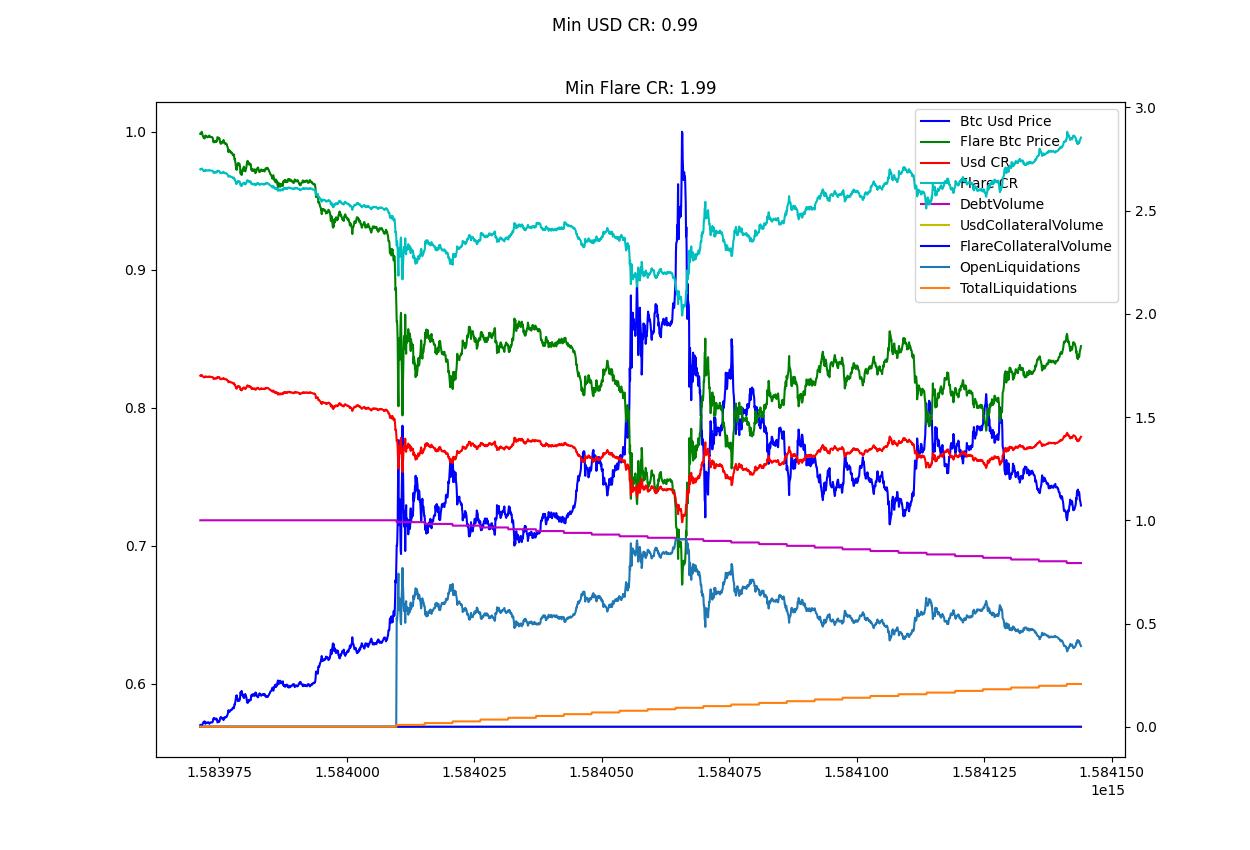 Min USD CR: 0.99
Min Flare CR: 1.99
Btc Usd Price
Flare Btc Price
Usd CR
Flare CR
DebtVolume
UsdCollateralVolume
FlareCollateralVolume
OpenLiquidations
TotalLiquidations
1.0
0.9
0.8
0.7
0.6
3.0
2.5
2.0
1.5
1.0
0.5
0.0
1.583975 1.584000 1.584025 1.584050 1.584075 1.584100 1.584125 1.584150
1e15